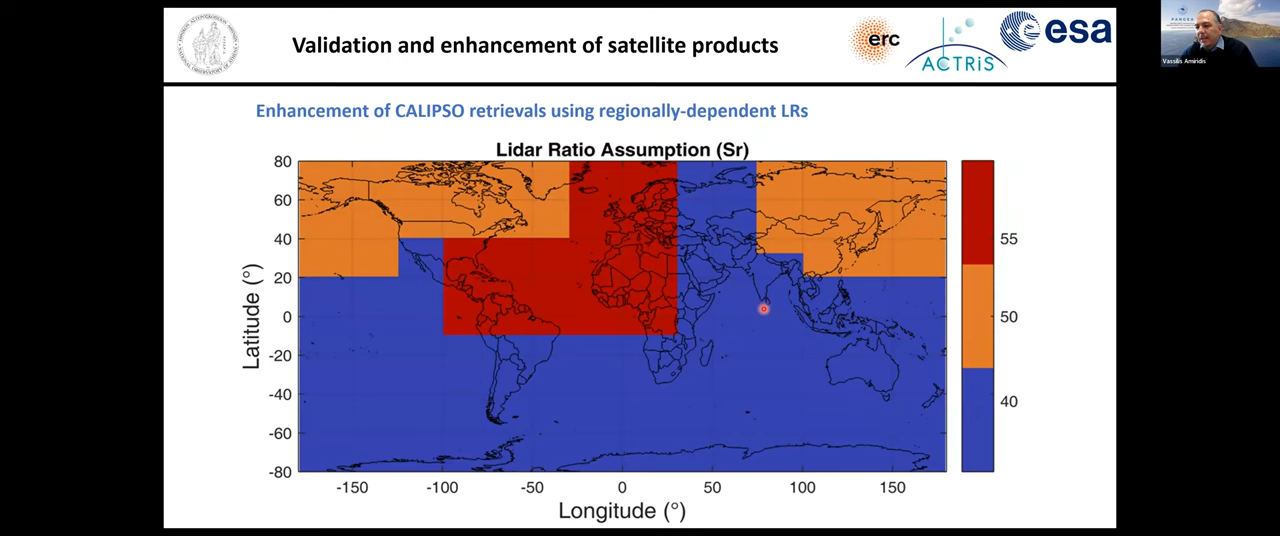 Validation and enhancement of satellite products
erc
ACTRiS
esa
PANGEA
Vassilis Amiridis
Enhancement of CALIPSO retrievals using regionally-dependent LRs
Lidar Ratio Assumption (Sr)
80
60
40
20
0
-20
-40
-60
-80
Latitude (°)
-150
-100
-50
0
50
100
150
Longitude (°)
55
50
40